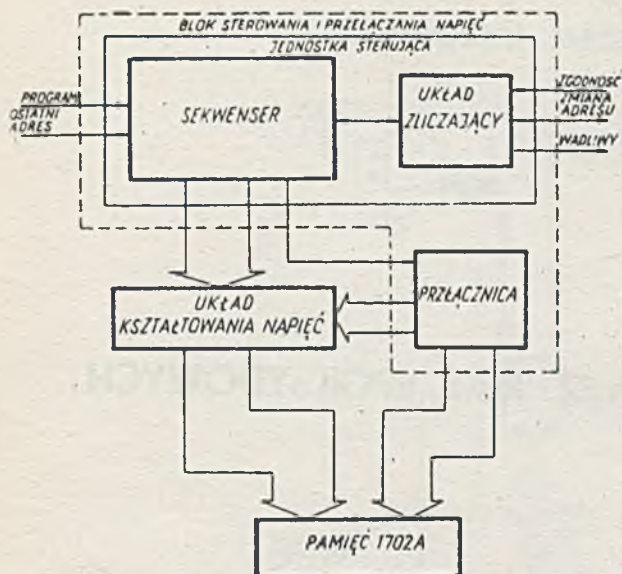 BLOK STEROWANIA I PRZEŁĄCZANIA NAPIĘĆ
JEDNOSTKA STERUJĄCA
PROGRAM
OSTATNI
ADRES
SEKWENSER
UKŁAD
ZLICZAJĄCY
ZGODNOŚĆ
ZMIANA
ADRESU
WADLIWY
UKŁAD
KSZTAŁTOWANIA NAPIĘĆ
PRZŁĄCZNICA
PAMIĘĆ 1702A